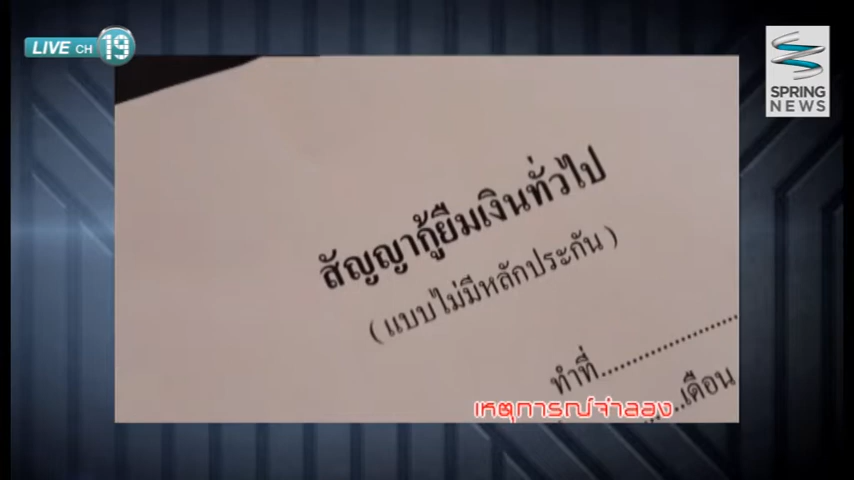 LIVE CH 19
SPRING
NEWS
สัญญากู้ยืมเงินทั่วไป
(แบบไม่มีหลักประกัน)
ทำที่..............................
......เดือน
เหตุการณ์จำลอง